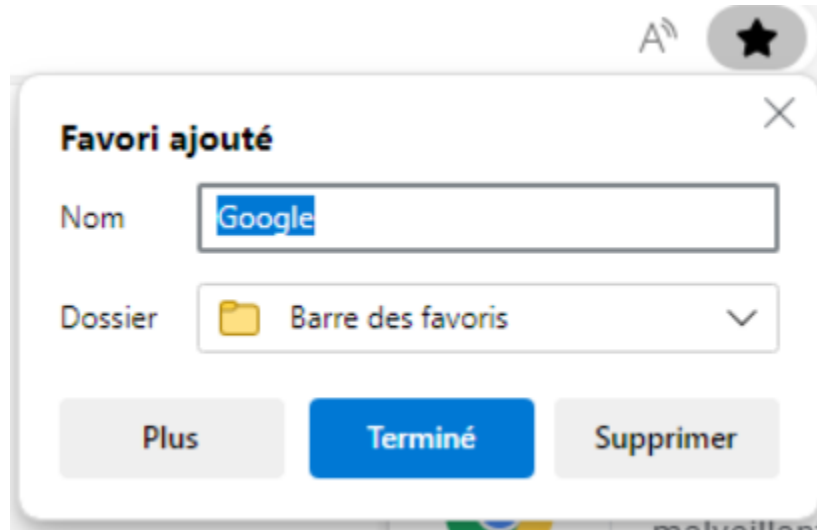 A
Favori ajouté
Nom Google
Dossier Barre des favoris
Plus Terminé Supprimer